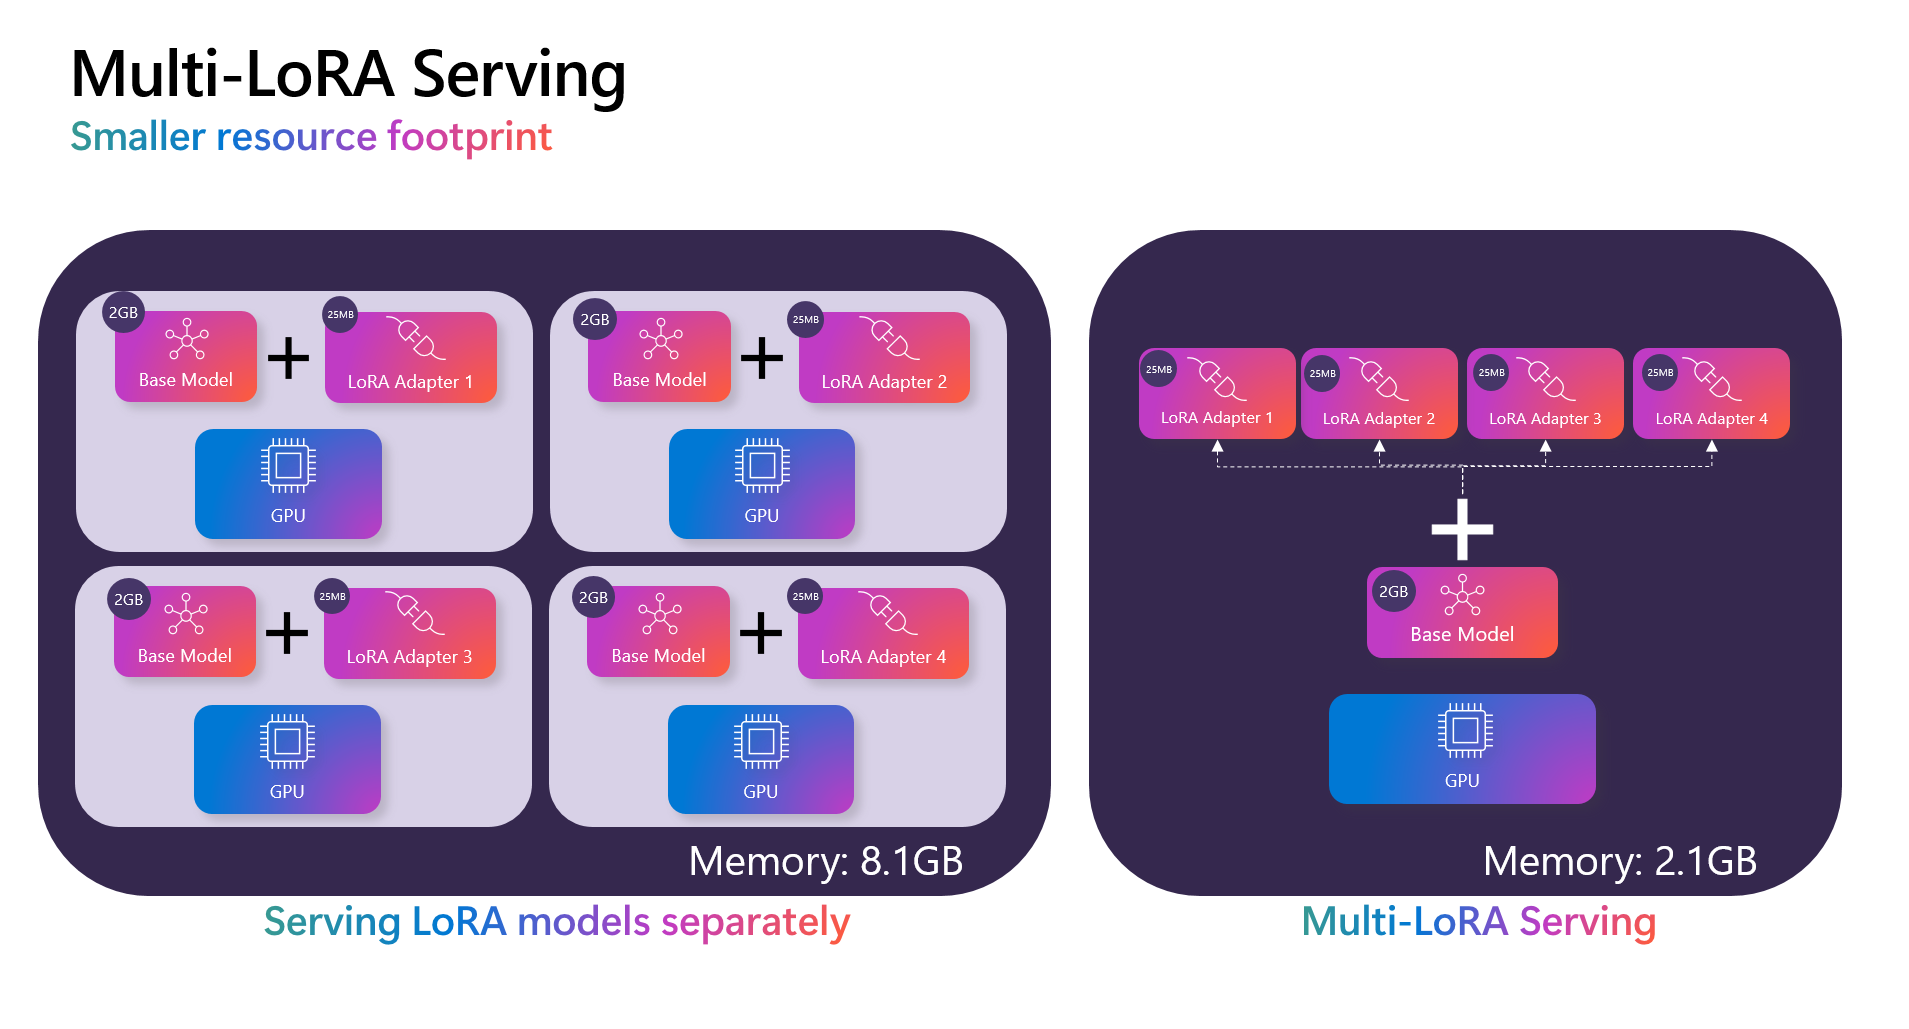 Multi-LoRA Serving
Smaller resource footprint
2GB
Base Model
25MB
LoRA Adapter 1
GPU
2GB
Base Model
25MB
LoRA Adapter 2
GPU
2GB
Base Model
25MB
LoRA Adapter 3
GPU
2GB
Base Model
25MB
LoRA Adapter 4
GPU
Memory: 8.1GB
Serving LoRA models separately
25MB
LoRA Adapter 1
25MB
LoRA Adapter 2
25MB
LoRA Adapter 3
25MB
LoRA Adapter 4
2GB
Base Model
GPU
Memory: 2.1GB
Multi-LoRA Serving